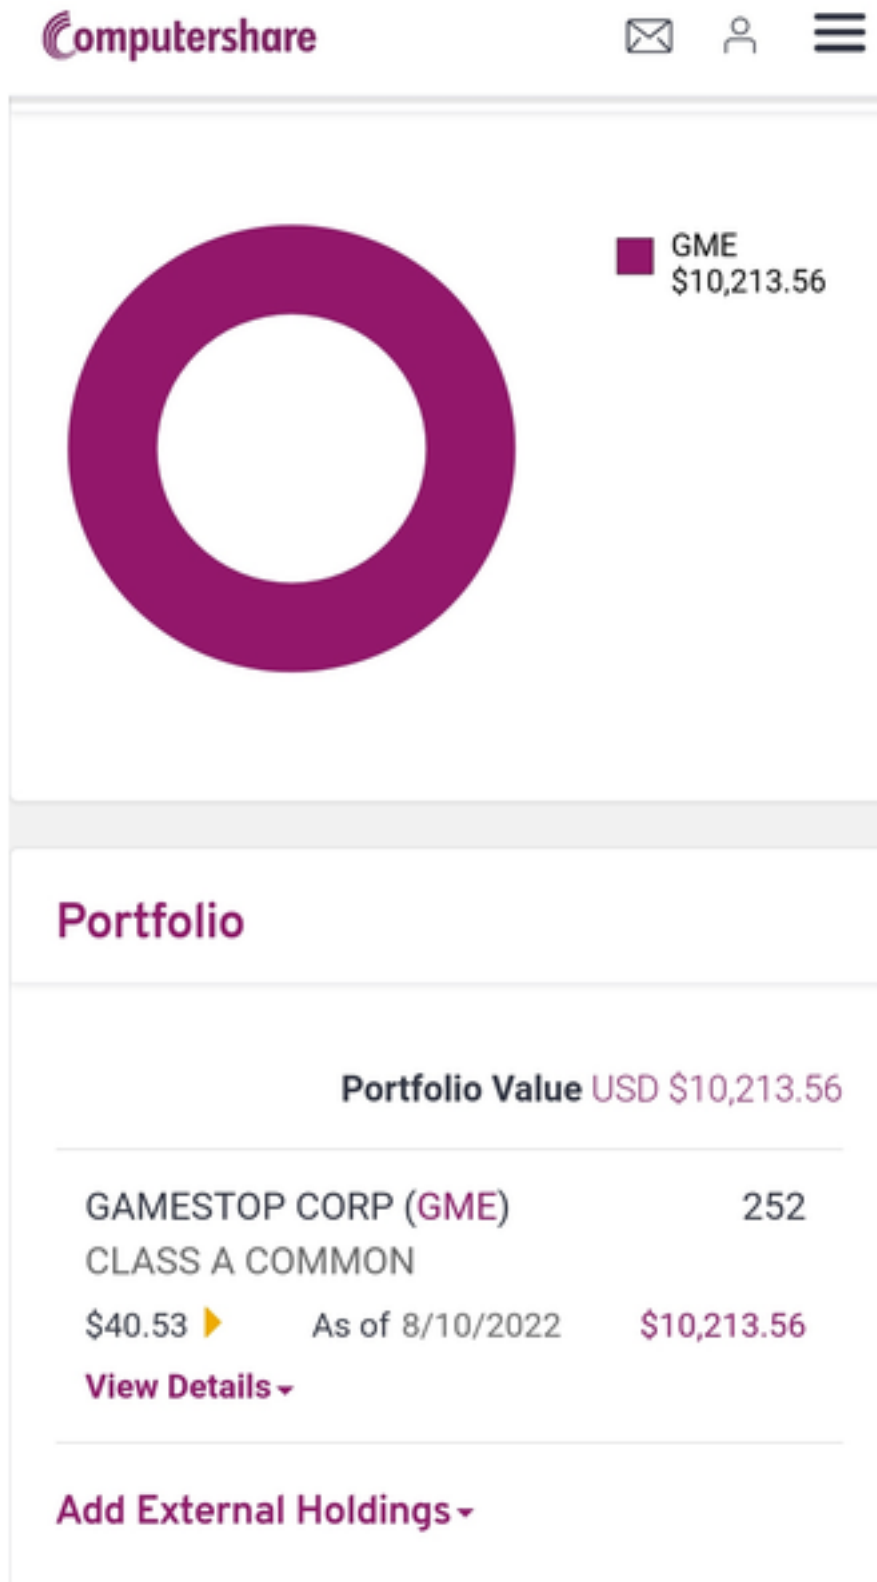 Computershare
GME
$10,213.56
Portfolio
Portfolio Value USD $10,213.56
GAMESTOP CORP (GME) 252
CLASS A COMMON
$40.53 As of 8/10/2022 $10,213.56
View Details
Add External Holdings